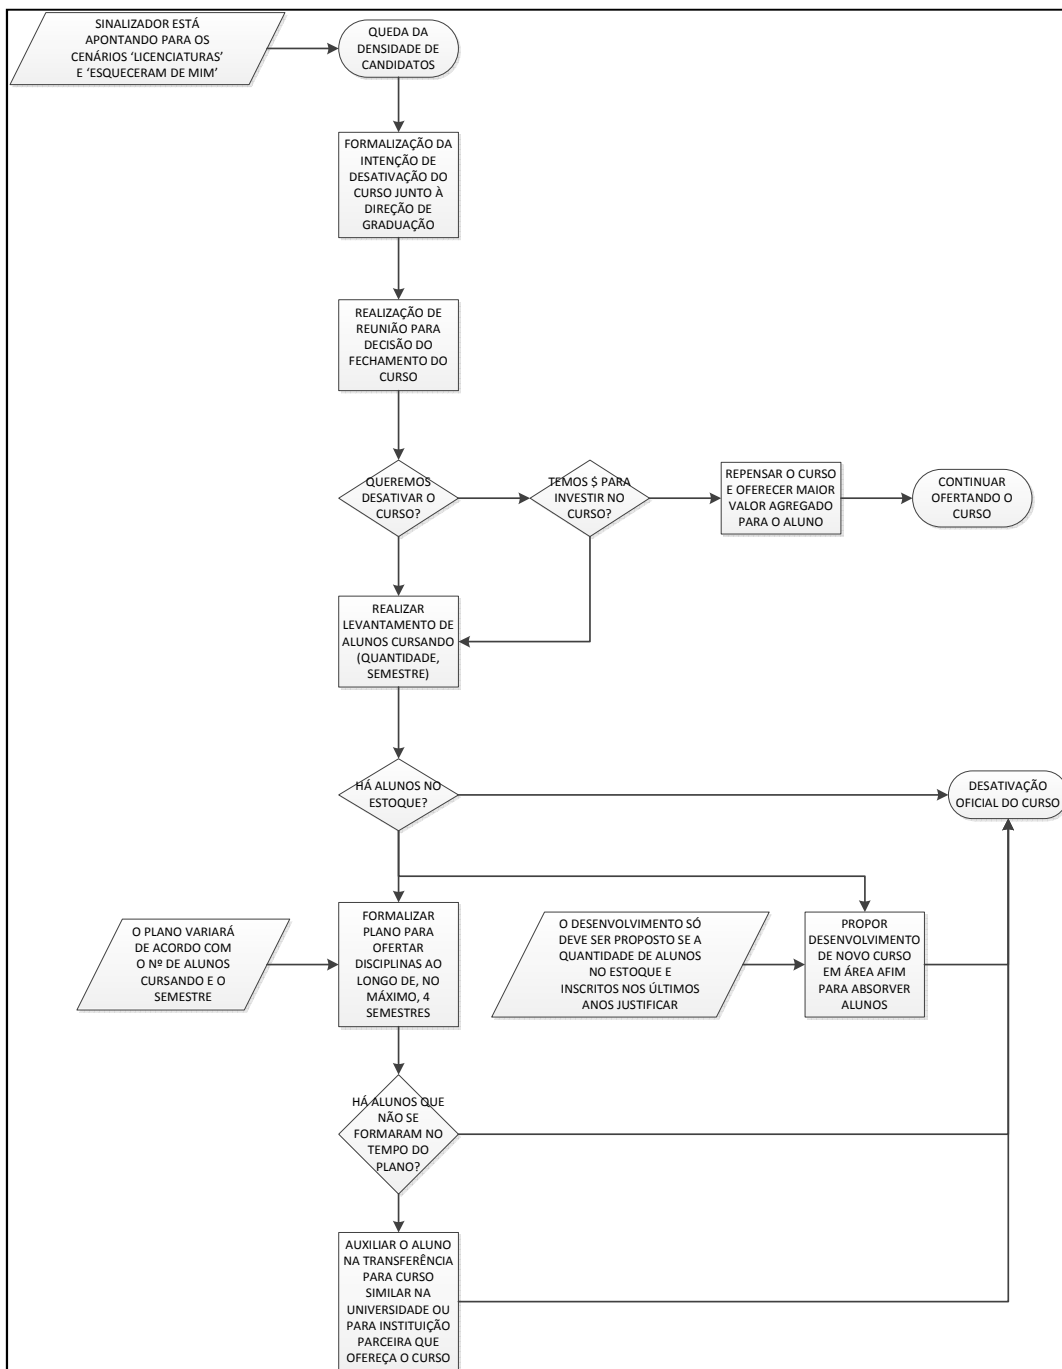 SINALIZADOR ESTÁ
APONTANDO PARA OS
CENÁRIOS ‘LICENCIATURAS’
E ‘ESQUECERAM DE MIM’
QUEDA DA
DENSIDADE DE
CANDIDATOS
FORMALIZAÇÃO DA
INTENÇÃO DE
DESATIVAÇÃO DO
CURSO JUNTO À
DIREÇÃO DE
GRADUAÇÃO
REALIZAÇÃO DE
REUNIÃO PARA
DECISÃO DO
FECHAMENTO DO
CURSO
QUEREMOS
DESATIVAR O
CURSO?
TEMOS $ PARA
INVESTIR NO
CURSO?
REPENSAR O CURSO
E OFERECER MAIOR
VALOR AGREGADO
PARA O ALUNO
CONTINUAR
OFERTANDO O
CURSO
REALIZAR
LEVANTAMENTO DE
ALUNOS CURSANDO
(QUANTIDADE,
SEMESTRE)
HÁ ALUNOS NO
ESTOQUE?
DESATIVAÇÃO
OFICIAL DO CURSO
O PLANO VARIARÁ
DE ACORDO COM
O Nº DE ALUNOS
CURSANDO E O
SEMESTRE
FORMALIZAR
PLANO PARA
OFERTAR
DISCIPLINAS AO
LONGO DE, NO
MÁXIMO, 4
SEMESTRES
O DESENVOLVIMENTO SÓ
DEVE SER PROPOSTO SE A
QUANTIDADE DE ALUNOS
NO ESTOQUE E
INSCRITOS NOS ÚLTIMOS
ANOS JUSTIFICAR
PROPOR
DESENVOLVIMENTO
DE NOVO CURSO
EM ÁREA AFIM
PARA ABSORVER
ALUNOS
HÁ ALUNOS QUE
NÃO SE
FORMARAM NO
TEMPO DO
PLANO?
AUXILIAR O ALUNO
NA TRANSFERÊNCIA
PARA CURSO
SIMILAR NA
UNIVERSIDADE OU
PARA INSTITUIÇÃO
PARCEIRA QUE
OFEREÇA O CURSO